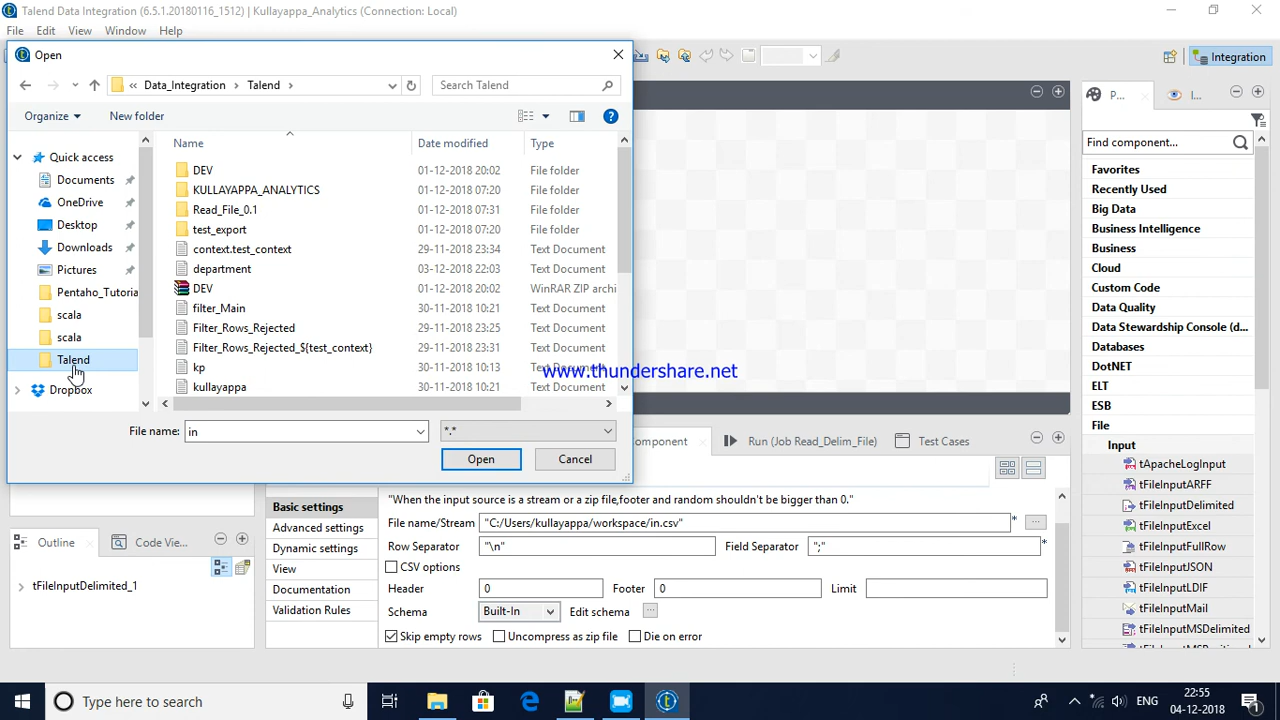 Talend Data Integration (6.5.1.20180116_1512) | Kullayappa_Analytics (Connection: Local)
File Edit View Window Help
Open
« Data_Integration > Talend >
Search Talend
Integration
Organize New folder
P... I...
Find component...
Name Date modified Type
Quick access
Documents
OneDrive
Desktop
Downloads
Pictures
Pentaho_Tutoria
scala
scala
Talend
Dropbox
DEV 01-12-2018 20:02 File folder
KULLAYAPPA_ANALYTICS 01-12-2018 07:20 File folder
Read_File_0.1 01-12-2018 07:31 File folder
test_export 01-12-2018 07:20 File folder
context.test_context 29-11-2018 23:34 Text Document
department 03-12-2018 22:03 Text Document
DEV 01-12-2018 20:02 WinRAR ZIP archi
filter_Main 30-11-2018 10:21 Text Document
Filter_Rows_Rejected 29-11-2018 23:25 Text Document
Filter_Rows_Rejected_${test_context} 29-11-2018 23:31 Text Document
kp 30-11-2018 10:13 Text Document
kullayappa 30-11-2018 10:21 Text Document
www.thundershare.net
File name: in *.*
Open Cancel
Favorites
Recently Used
Big Data
Business Intelligence
Business
Cloud
Custom Code
Data Quality
Data Stewardship Console (d...
Databases
DotNET
ELT
ESB
File
Input
tApacheLogInput
tFileInputARFF
tFileInputDelimited
tFileInputExcel
tFileInputFullRow
tFileInputJSON
tFileInputLDIF
tFileInputMail
tFileInputMSDelimited
omponent Run (Job Read_Delim_File) Test Cases
Basic settings
Advanced settings
Dynamic settings
View
Documentation
Validation Rules
"When the input source is a stream or a zip file,footer and random shouldn't be bigger than 0."
File name/Stream "C:/Users/kullayappa/workspace/in.csv" * ...
Row Separator "\n" Field Separator ";" *
CSV options
Header 0 Footer 0 Limit
Schema Built-In Edit schema ...
Skip empty rows Uncompress as zip file Die on error
Outline Code Vie...
tFileInputDelimited_1
Type here to search
ENG
22:55
04-12-2018
1